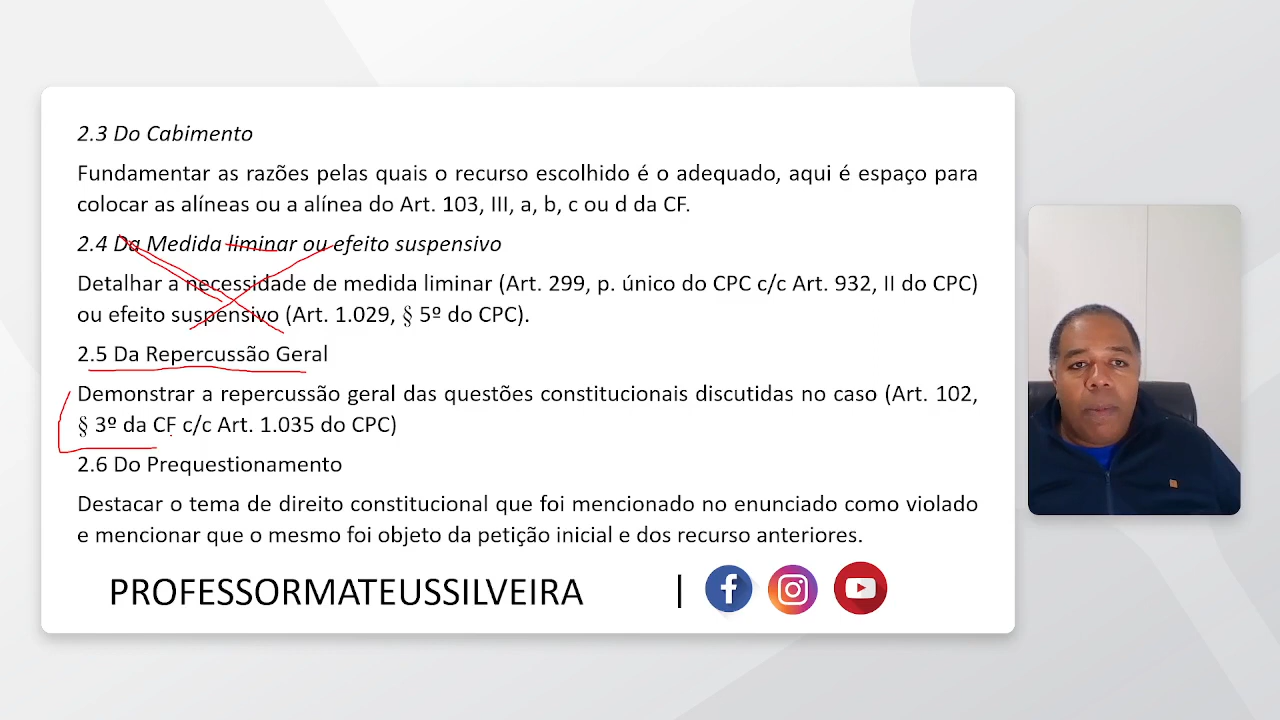 2.3 Do Cabimento
Fundamentar as razões pelas quais o recurso escolhido é o adequado, aqui é espaço para
colocar as alíneas ou a alínea do Art. 103, III, a, b, c ou d da CF.
2.4 Da Medida liminar ou efeito suspensivo
Detalhar a necessidade de medida liminar (Art. 299, p. único do CPC c/c Art. 932, II do CPC)
ou efeito suspensivo (Art. 1.029, § 5º do CPC).
2.5 Da Repercussão Geral
Demonstrar a repercussão geral das questões constitucionais discutidas no caso (Art. 102,
§ 3º da CF c/c Art. 1.035 do CPC)
2.6 Do Prequestionamento
Destacar o tema de direito constitucional que foi mencionado no enunciado como violado
e mencionar que o mesmo foi objeto da petição inicial e dos recurso anteriores.
PROFESSORMATEUSSILVEIRA |